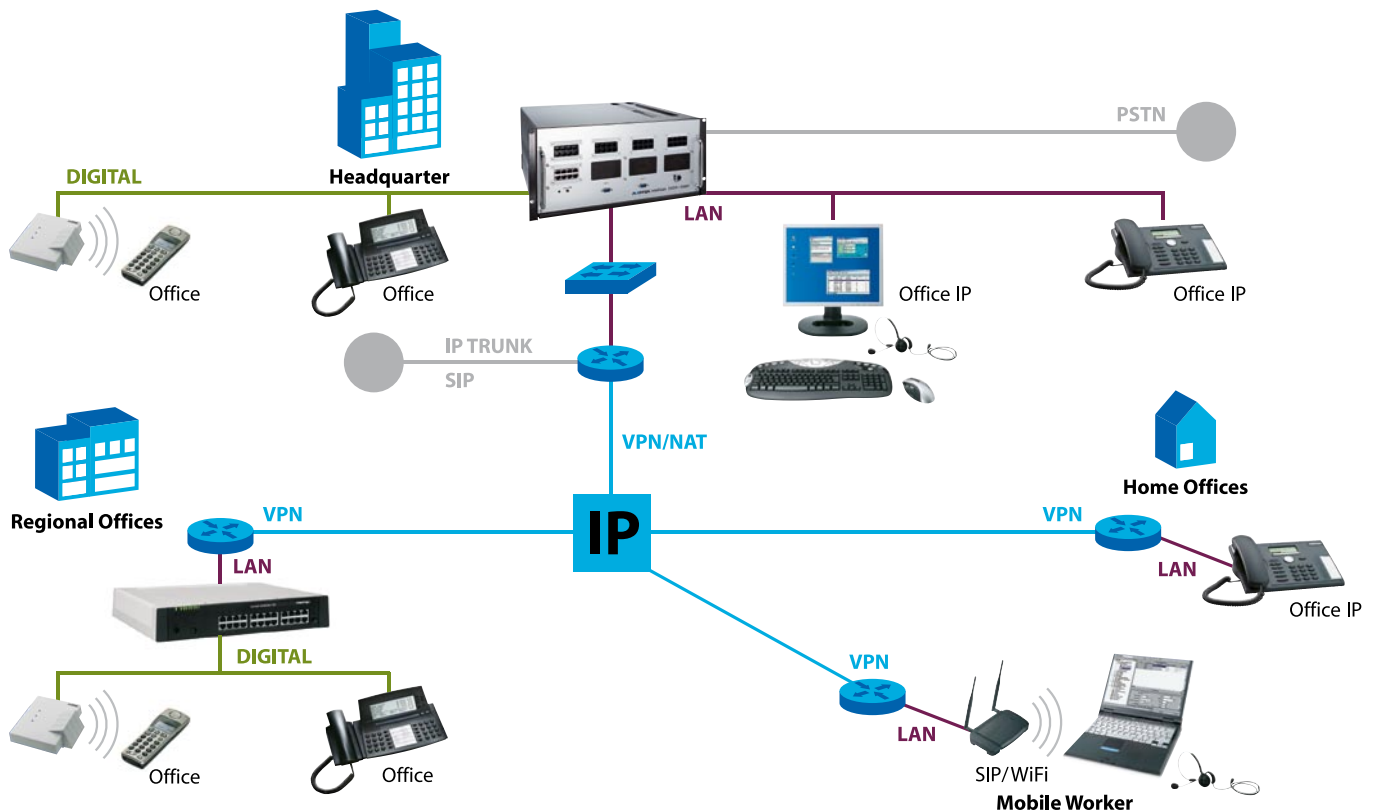 PSTN
DIGITAL
Headquarter
LAN
Office
Office
Office IP
Office IP
IP TRUNK
SIP
VPN/NAT
Regional Offices
Home Offices
VPN
IP
VPN
LAN
LAN
Office IP
DIGITAL
VPN
LAN
Office
Office
SIP/WiFi
Mobile Worker